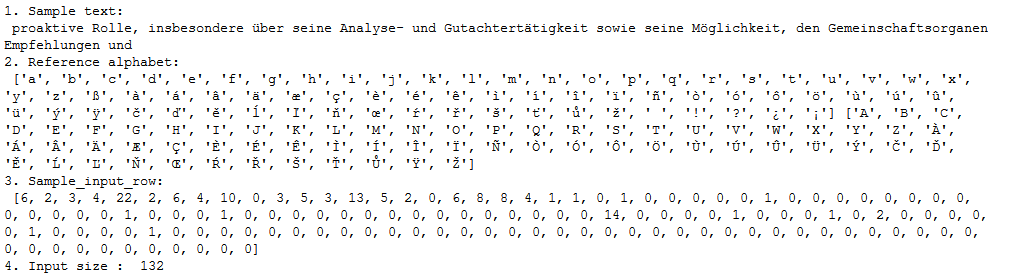 1. Sample text:
proaktive Rolle, insbesondere über seine Analyse- und Gutachtertätigkeit sowie seine Möglichkeit, den Gemeinschaftsorganen
Empfehlungen und
2. Reference alphabet:
['a', 'b', 'c', 'd', 'e', 'f', 'g', 'h', 'i', 'j', 'k', 'l', 'm', 'n', 'o', 'p', 'q', 'r', 's', 't', 'u', 'v', 'w', 'x',
'y', 'z', 'ß', 'à', 'á', 'â', 'ä', 'æ', 'ç', 'è', 'é', 'ê', 'ì', 'í', 'î', 'ï', 'ñ', 'ò', 'ó', 'ô', 'ö', 'ù', 'ú', 'û',
'ü', 'ý', 'ÿ', 'č', 'ď', 'ě', 'ĺ', 'ľ', 'ň', 'œ', 'ŕ', 'ř', 'š', 'ť', 'ů', 'ž', ' ', '!', '?', '¿', '¡'] ['A', 'B', 'C',
'D', 'E', 'F', 'G', 'H', 'I', 'J', 'K', 'L', 'M', 'N', 'O', 'P', 'Q', 'R', 'S', 'T', 'U', 'V', 'W', 'X', 'Y', 'Z', 'À',
'Á', 'Â', 'Ä', 'Æ', 'Ç', 'È', 'É', 'Ê', 'Ì', 'Í', 'Î', 'Ï', 'Ñ', 'Ò', 'Ó', 'Ô', 'Ö', 'Ù', 'Ú', 'Û', 'Ü', 'Ý', 'Č', 'Ď',
'Ě', 'Ĺ', 'Ľ', 'Ň', 'Œ', 'Ŕ', 'Ř', 'Š', 'Ť', 'Ů', 'Ÿ', 'Ž']
3. Sample_input_row:
[6, 2, 3, 4, 22, 2, 6, 4, 10, 0, 3, 5, 3, 13, 5, 2, 0, 6, 8, 8, 4, 1, 1, 0, 1, 0, 0, 0, 0, 0, 1, 0, 0, 0, 0, 0, 0, 0, 0,
0, 0, 0, 0, 0, 1, 0, 0, 0, 1, 0, 0, 0, 0, 0, 0, 0, 0, 0, 0, 0, 0, 0, 0, 0, 14, 0, 0, 0, 0, 1, 0, 0, 0, 1, 0, 2, 0, 0, 0, 0,
0, 1, 0, 0, 0, 0, 1, 0, 0, 0, 0, 0, 0, 0, 0, 0, 0, 0, 0, 0, 0, 0, 0, 0, 0, 0, 0, 0, 0, 0, 0, 0, 0, 0, 0, 0, 0, 0, 0, 0, 0,
0, 0, 0, 0, 0, 0, 0, 0, 0, 0, 0]
4. Input size :  132